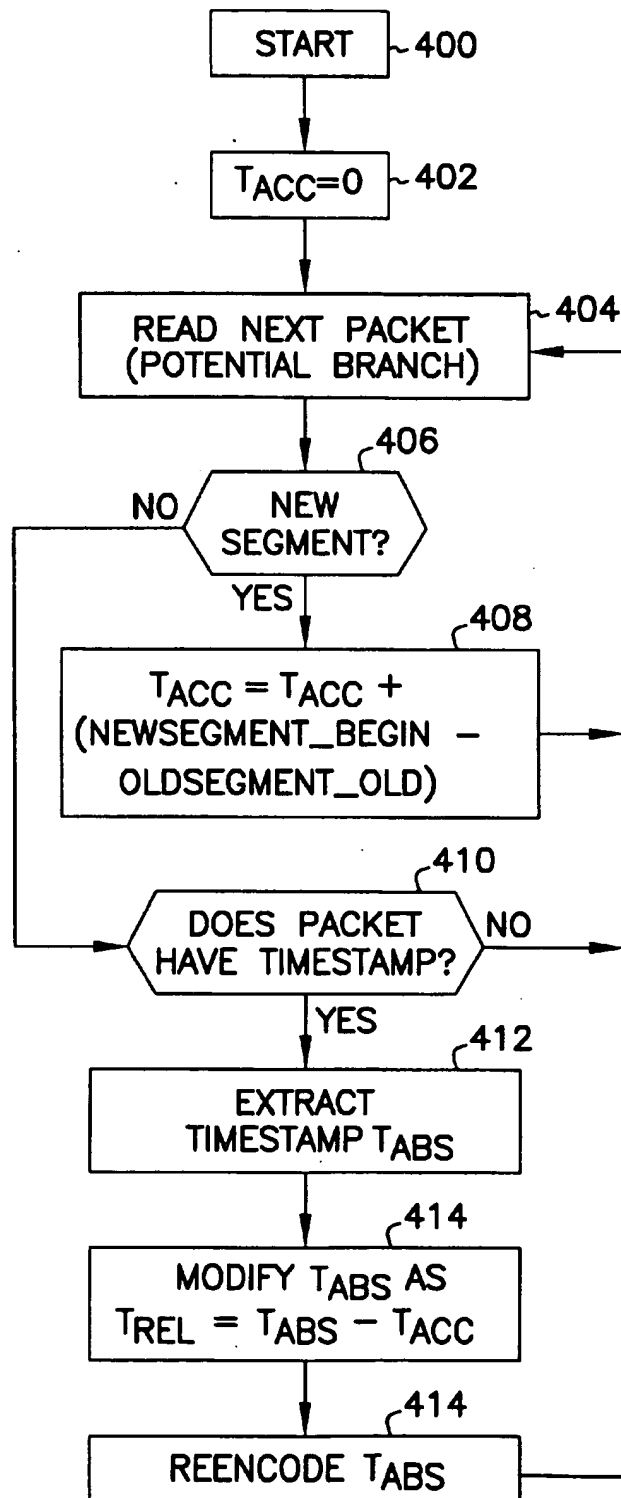 START
400
TACC=0
402
READ NEXT PACKET
(POTENTIAL BRANCH)
404
406
NEW
SEGMENT?
NO
YES
408
TACC = TACC +
(NEWSEGMENT_BEGIN –
OLDSEGMENT_OLD)
410
DOES PACKET
HAVE TIMESTAMP?
NO
YES
412
EXTRACT
TIMESTAMP TABS
414
MODIFY TABS AS
TREL = TABS – TACC
414
REENCODE TABS